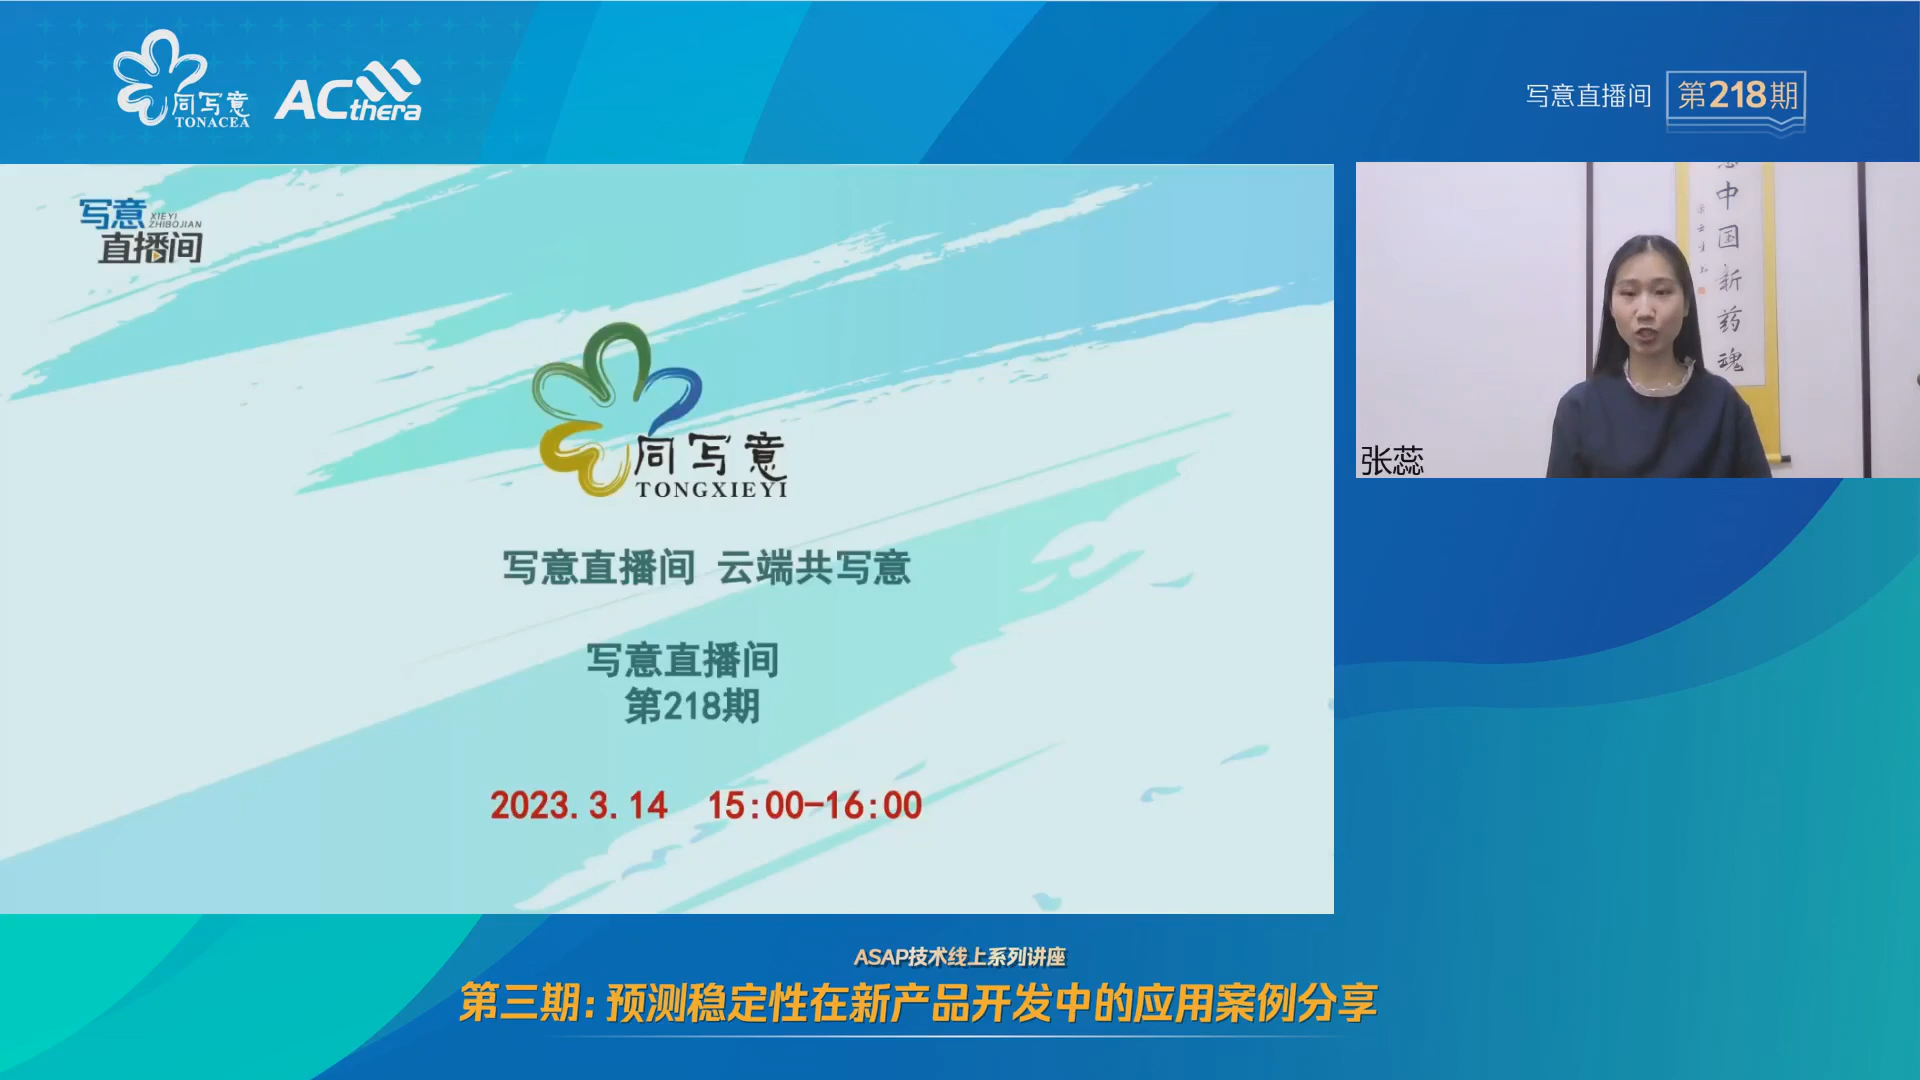 同写意
TONACEA
ACthera
写意直播间
第218期
写意
XIEYI
ZHIBOJIAN
直播间
同写意
TONGXIEYI
写意直播间 云端共写意
写意直播间
第218期
2023.3.14 15:00-16:00
中国新药魂
张蕊
ASAP技术线上系列讲座
第三期:预测稳定性在新产品开发中的应用案例分享